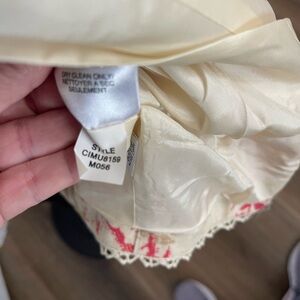 DRY CLEAN ONLY
NETTOYER A SEC
SEULEMENT
STYLE
CIMU8159
M056